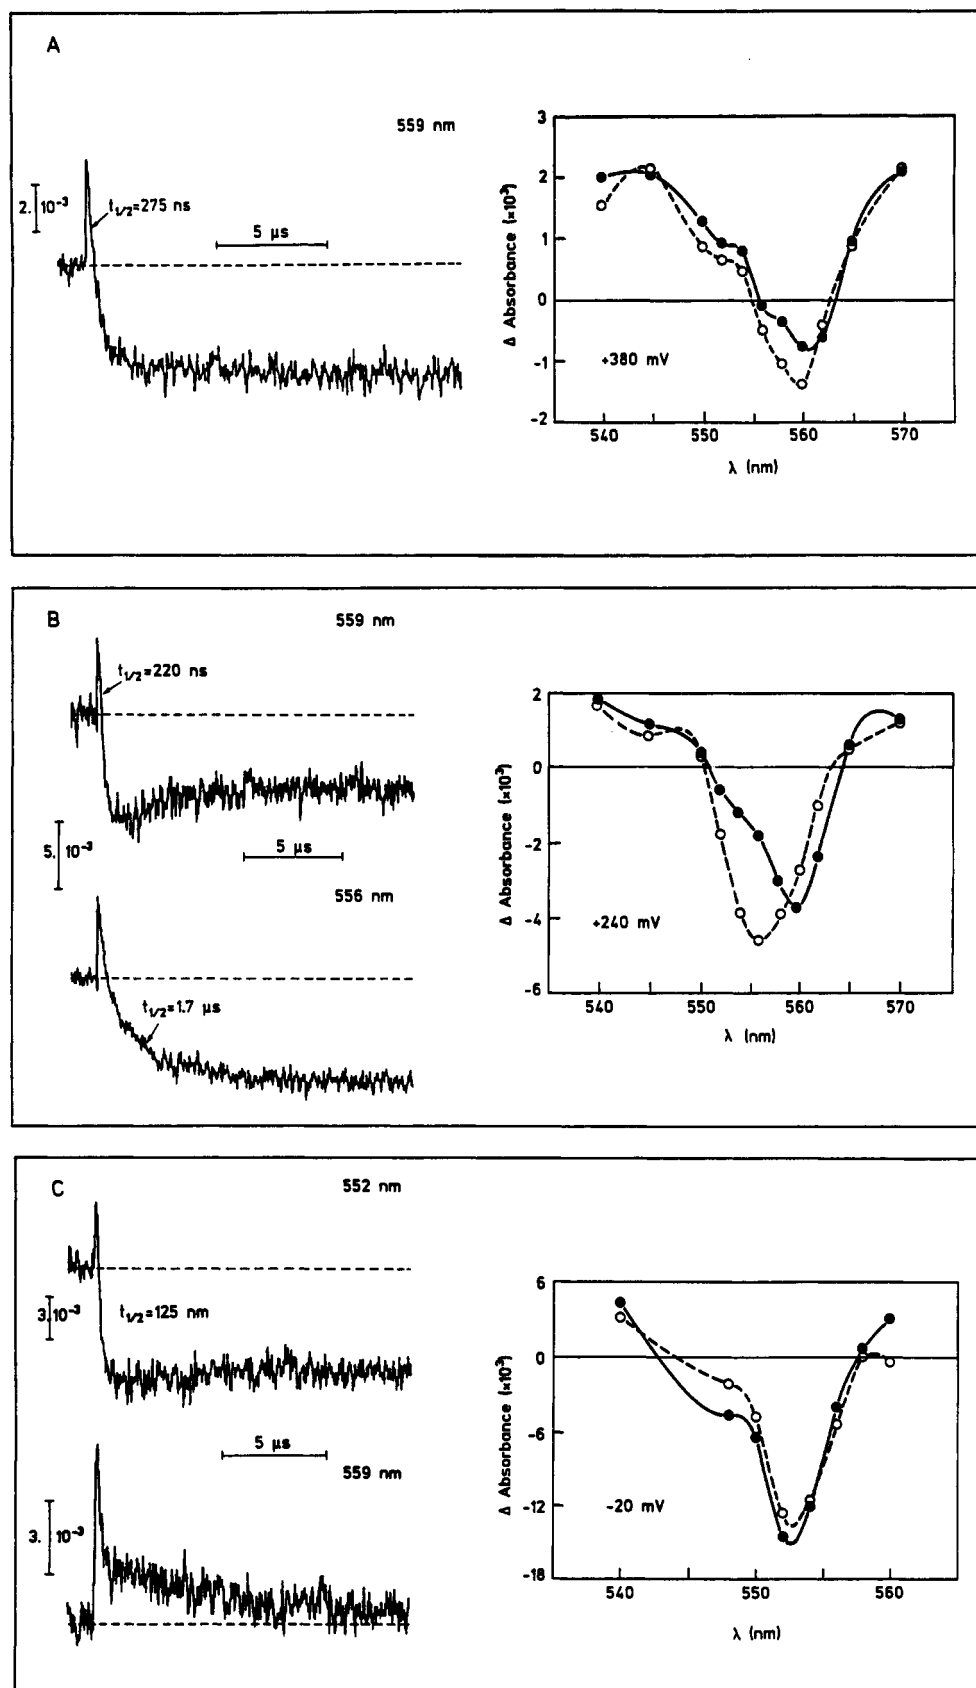 A
559 nm
2. 10⁻³
t1/2=275 ns
5 µs
3
2
1
0
-1
-2
Δ Absorbance (×10³)
+380 mV
540
550
560
570
λ (nm)
B
559 nm
t1/2=220 ns
5. 10⁻³
5 µs
556 nm
t1/2=1.7 µs
2
0
-2
-4
-6
Δ Absorbance (×10³)
+240 mV
540
550
560
570
λ (nm)
C
552 nm
3.10⁻³
t1/2=125 nm
5 µs
559 nm
3. 10⁻³
6
0
-6
-12
-18
Δ Absorbance (×10³)
-20 mV
540
550
560
λ (nm)